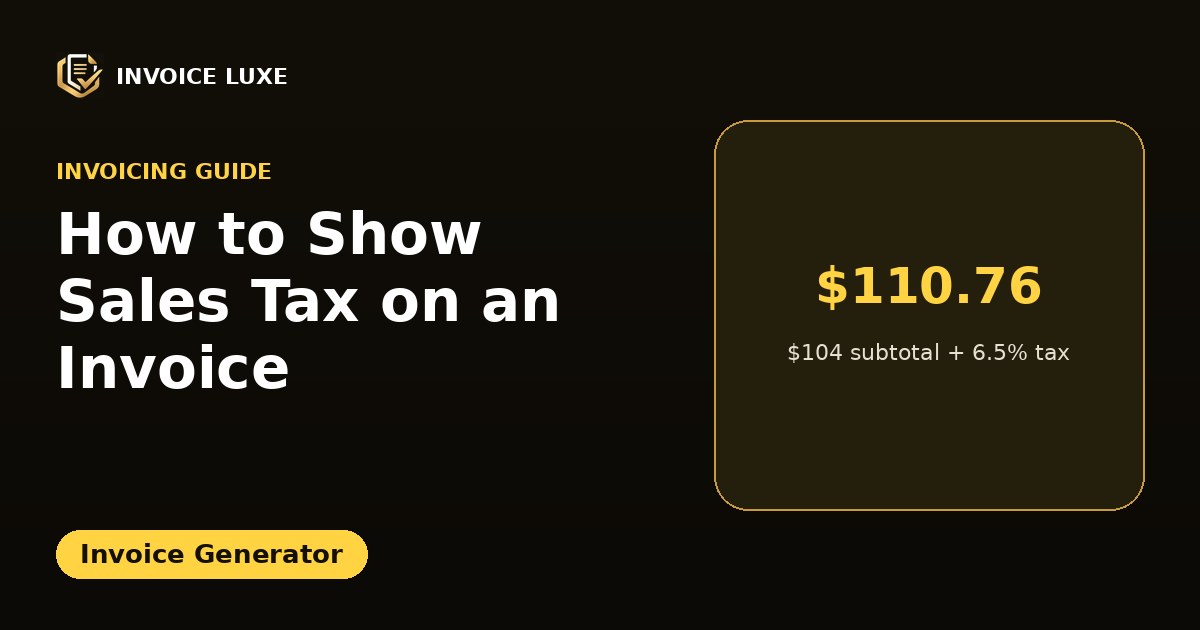 INVOICE LUXE
INVOICING GUIDE
How to Show
Sales Tax on an
Invoice
$110.76
$104 subtotal + 6.5% tax
Invoice Generator